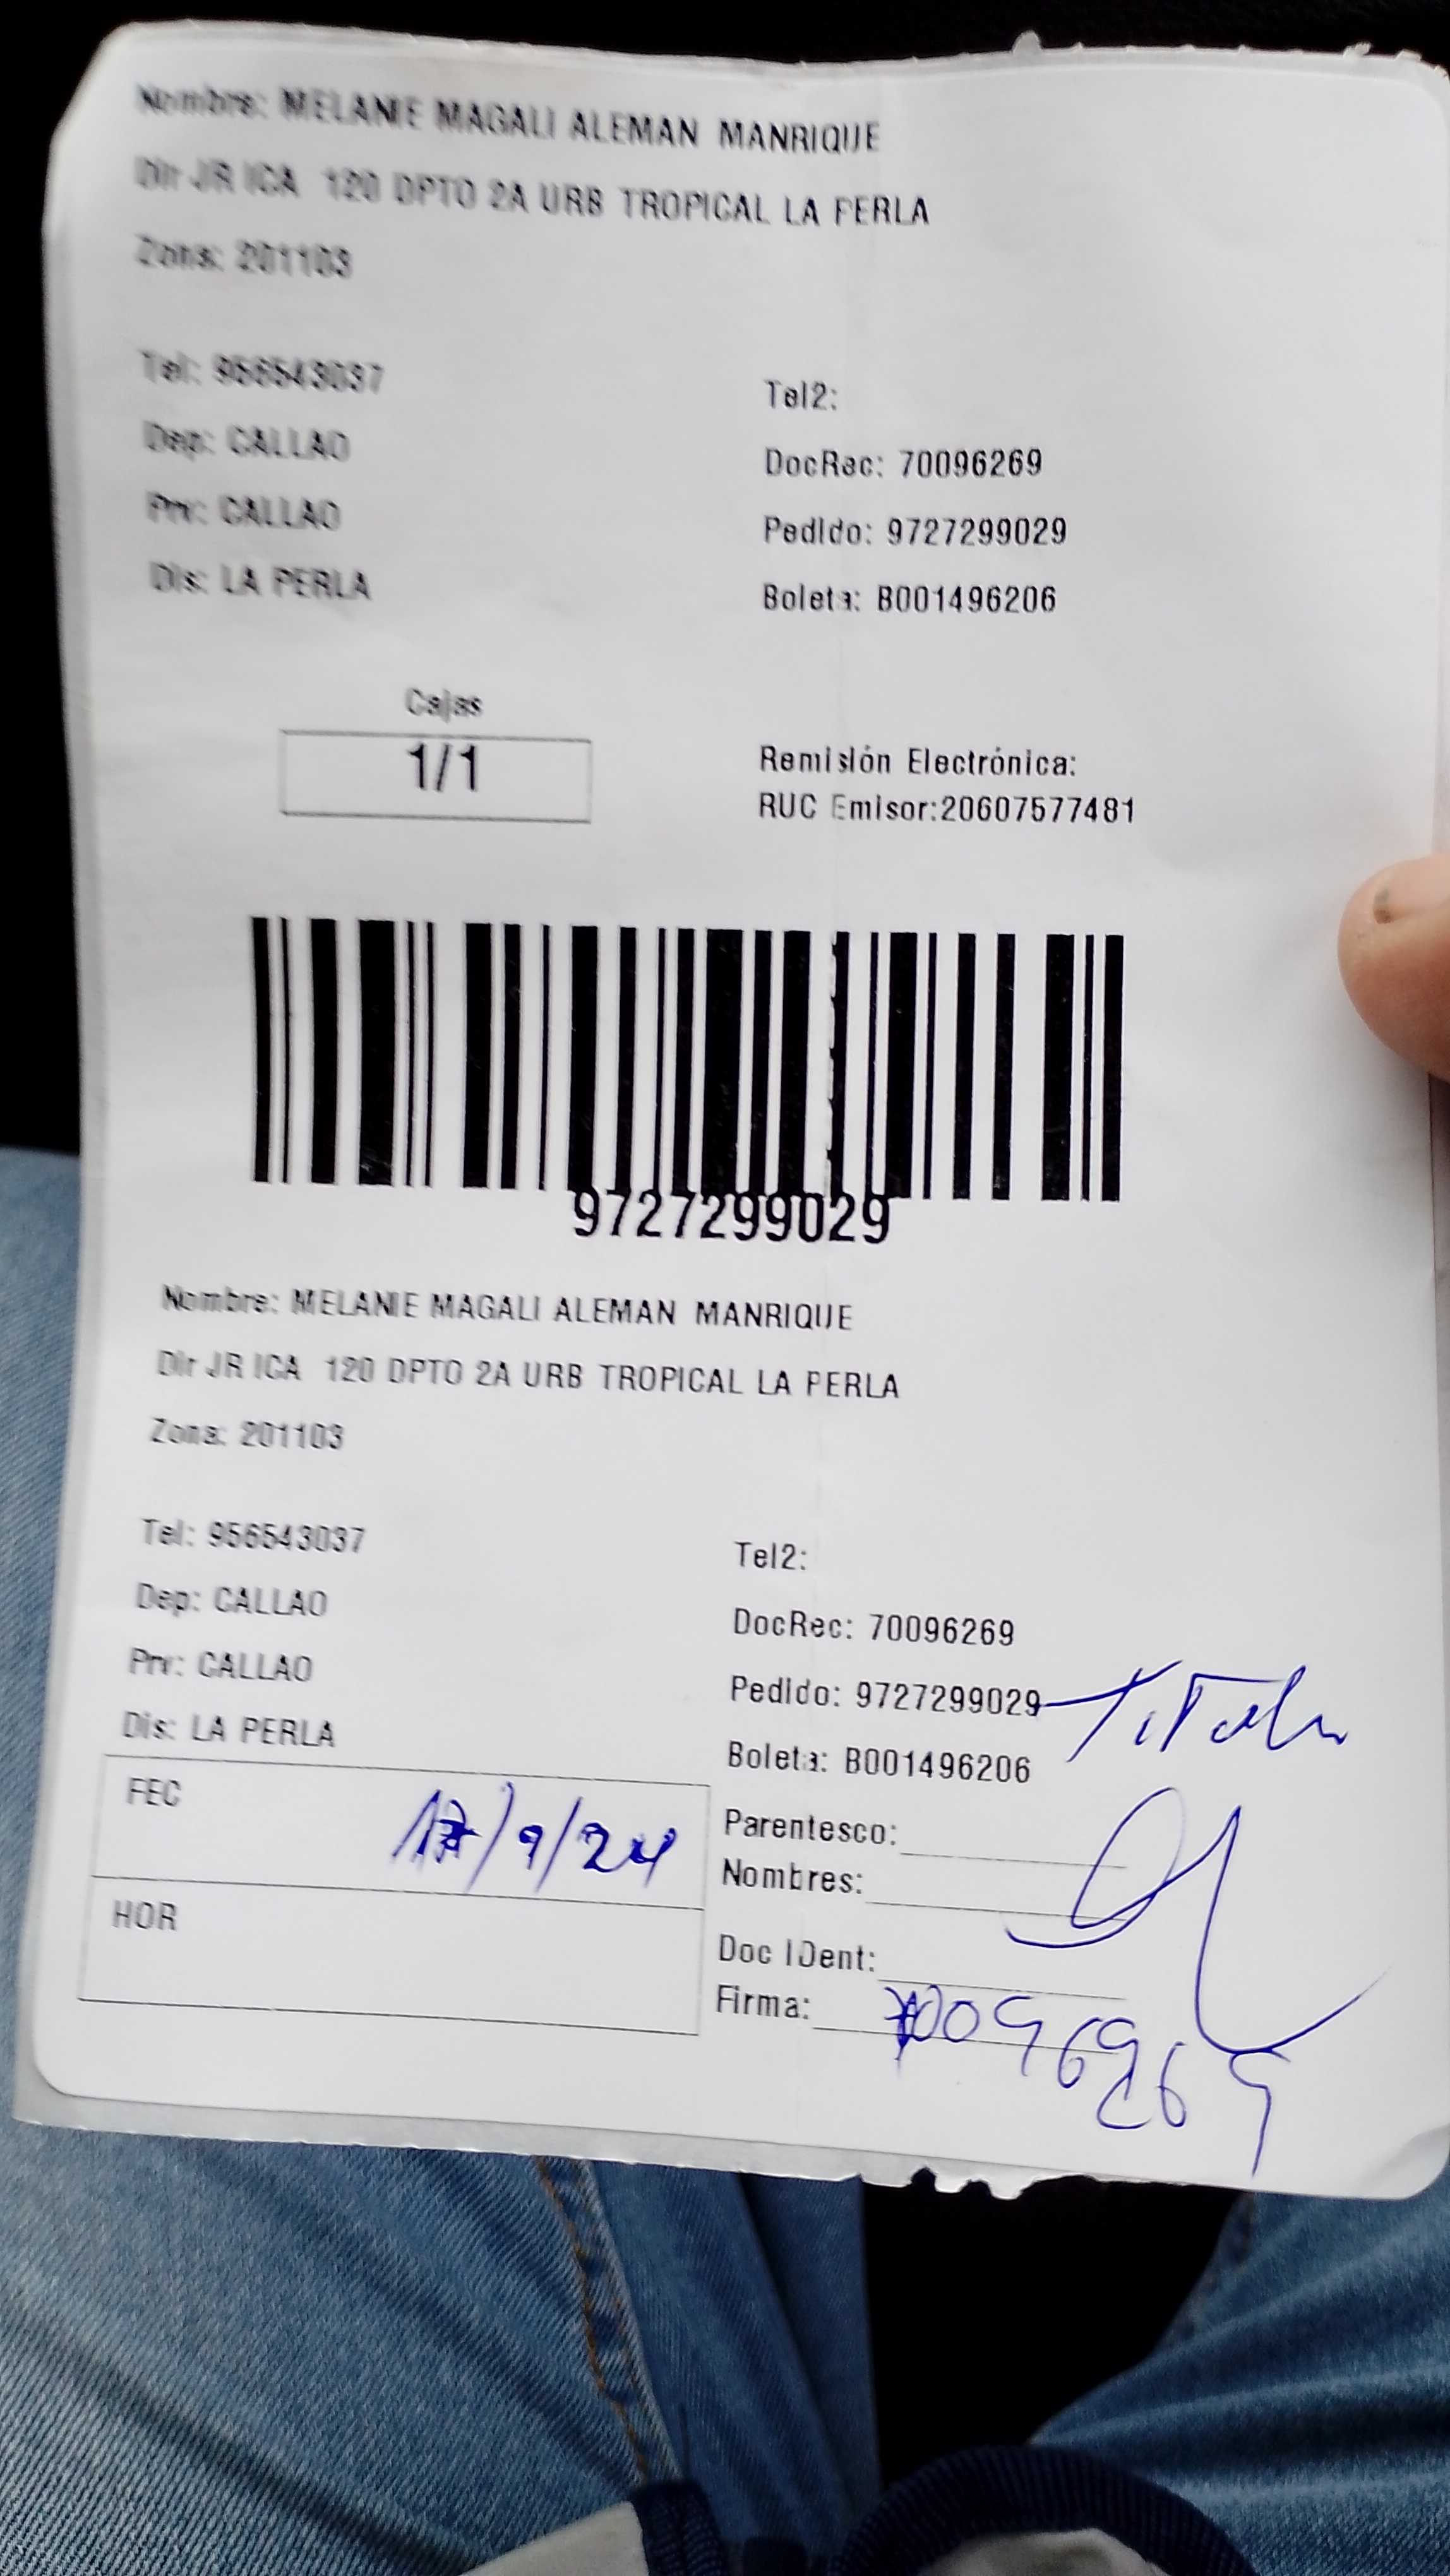 Nombre: MELANIE MAGALI ALEMAN MANRIQUE
Dir JR ICA 120 DPTO 2A URB TROPICAL LA PERLA
Zona: 201103
Tel: 956543037
Tel2:
Dep: CALLAO
DocRec: 70096269
Prv: CALLAO
Pedido: 9727299029
Dis: LA PERLA
Boleta: B001496206
Cajas
1/1
Remisión Electrónica:
RUC Emisor:20607577481
9727299029
Nombre: MELANIE MAGALI ALEMAN MANRIQUE
Dir JR ICA 120 DPTO 2A URB TROPICAL LA PERLA
Zona: 201103
Tel: 956543037
Tel2:
Dep: CALLAO
DocRec: 70096269
Prv: CALLAO
Pedido: 9727299029
Titular
Dis: LA PERLA
Boleta: B001496206
FEC 17/9/24
Parentesco:
Nombres:
HOR
Doc IDent:
Firma: 70096269